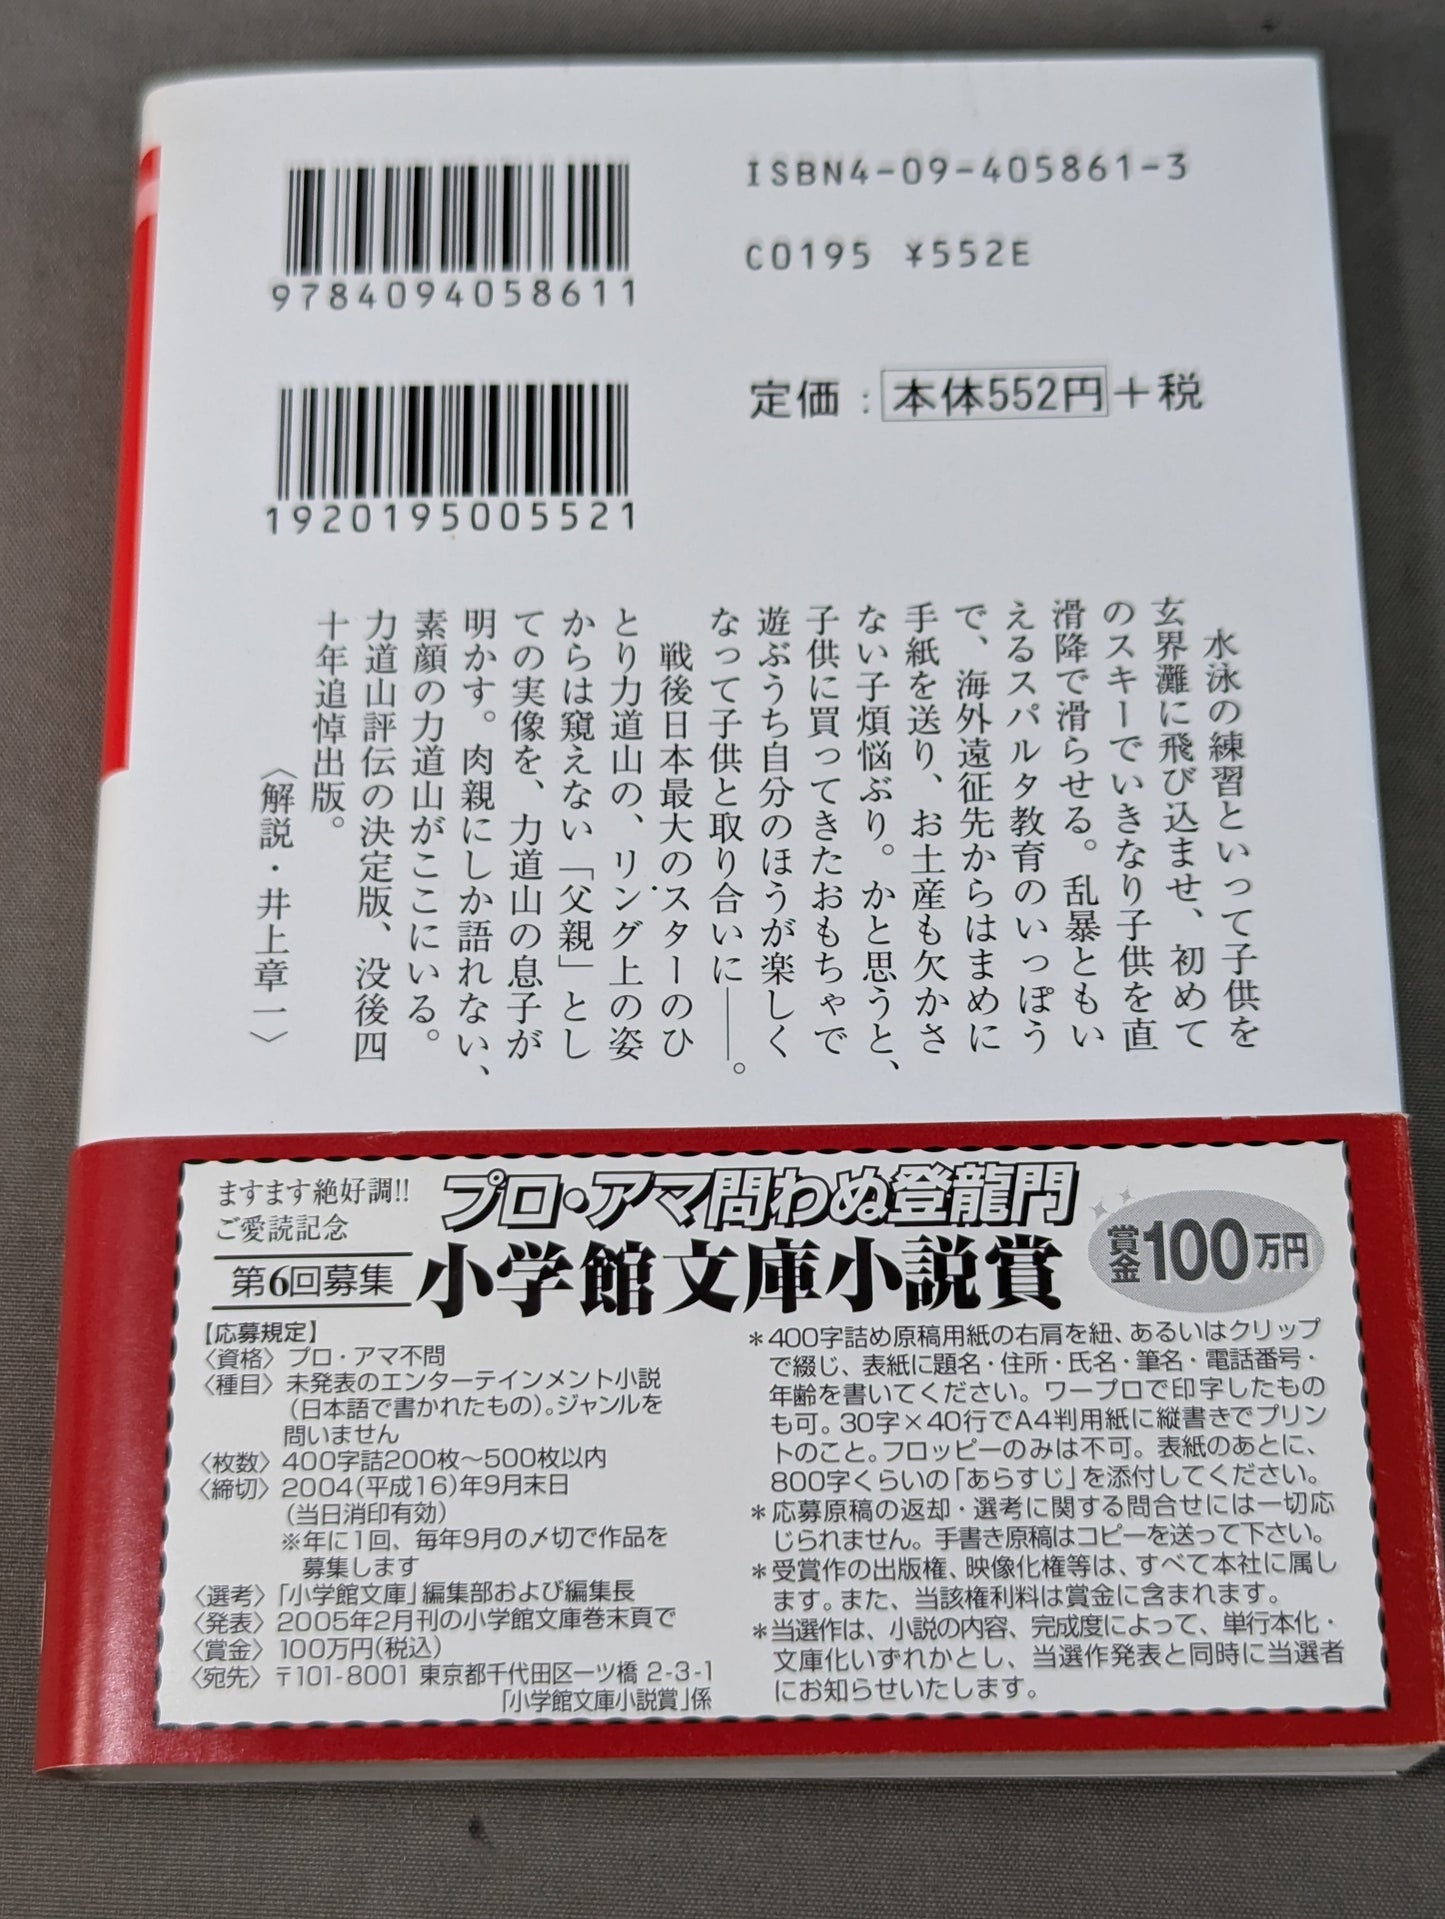 9784094058611
ISBN4-09-405861-3
C0195 ¥552E
1920195005521
定価：本体552円＋税
水泳の練習といって子供を
玄界灘に飛び込ませ、初めて
のスキーでいきなり子供を直
滑降で滑らせる。乱暴ともい
えるスパルタ教育のいっぽう
で、海外遠征先からはまめに
手紙を送り、お土産も欠かさ
ない子煩悩ぶり。かと思うと、
子供に買ってきたおもちゃで
遊ぶうち自分のほうが楽しく
なって子供と取り合いに――。
戦後日本最大のスターのひ
とり力道山の、リング上の姿
からは窺えない「父親」とし
ての実像を、力道山の息子が
明かす。肉親にしか語れない、
素顔の力道山がここにいる。
力道山評伝の決定版、没後四
十年追悼出版。
〈解説・井上章一〉
ますます絶好調!!
ご愛読記念
第6回募集
プロ・アマ問わぬ登龍門
小学館文庫小説賞
賞金100万円
【応募規定】
〈資格〉プロ・アマ不問
〈種目〉未発表のエンターテインメント小説
（日本語で書かれたもの）。ジャンルを
問いません
〈枚数〉400字詰200枚～500枚以内
〈締切〉2004（平成16）年9月末日
（当日消印有効）
※年に1回、毎年9月の〆切で作品を
募集します
〈選考〉「小学館文庫」編集部および編集長
〈発表〉2005年2月刊の小学館文庫巻末頁で
〈賞金〉100万円（税込）
〈宛先〉〒101-8001 東京都千代田区一ツ橋 2-3-1
「小学館文庫小説賞」係
＊400字詰め原稿用紙の右肩を紐、あるいはクリップ
で綴じ、表紙に題名・住所・氏名・筆名・電話番号・
年齢を書いてください。ワープロで印字したもの
も可。30字×40行でA4判用紙に縦書きでプリン
トのこと。フロッピーのみは不可。表紙のあとに、
800字くらいの「あらすじ」を添付してください。
＊応募原稿の返却・選考に関する問合せには一切応
じられません。手書き原稿はコピーを送って下さい。
＊受賞作の出版権、映像化権等は、すべて本社に属し
ます。また、当該権利料は賞金に含まれます。
＊当選作は、小説の内容、完成度によって、単行本化・
文庫化いずれかとし、当選作発表と同時に当選者
にお知らせいたします。